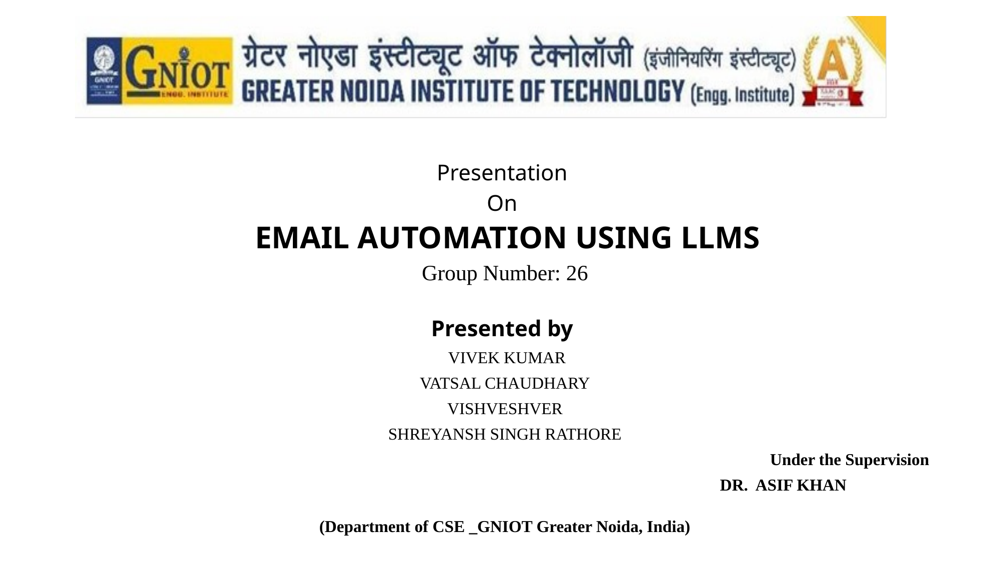 ग्रेटर नोएडा इंस्टीट्यूट ऑफ टेक्नोलॉजी (इंजीनियरिंग इंस्टीट्यूट)
GNIOT
GNIOT
ENGG. INSTITUTE
GREATER NOIDA INSTITUTE OF TECHNOLOGY (Engg. Institute)
A+
Presentation
On
EMAIL AUTOMATION USING LLMS
Group Number: 26
Presented by
VIVEK KUMAR
VATSAL CHAUDHARY
VISHVESHVER
SHREYANSH SINGH RATHORE
Under the Supervision
DR. ASIF KHAN
(Department of CSE _GNIOT Greater Noida, India)